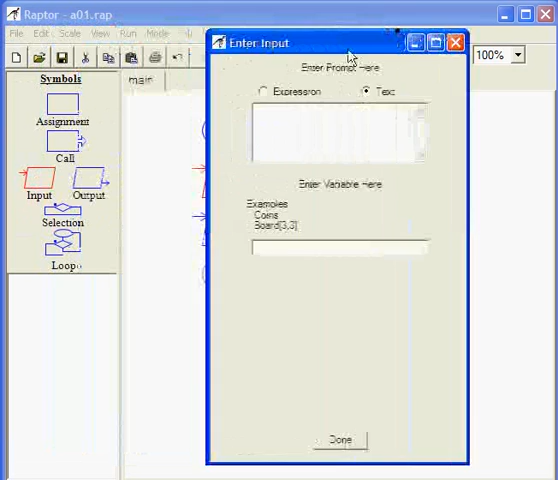 Raptor - a01.rap
File Edit Scale View Run Mode
100%
Symbols
main
Assignment
Call
Input Output
Selection
Loop
Enter Input
Enter Prompt Here
Expression Text
Enter Variable Here
Examples
Coins
Board[3,3]
Done